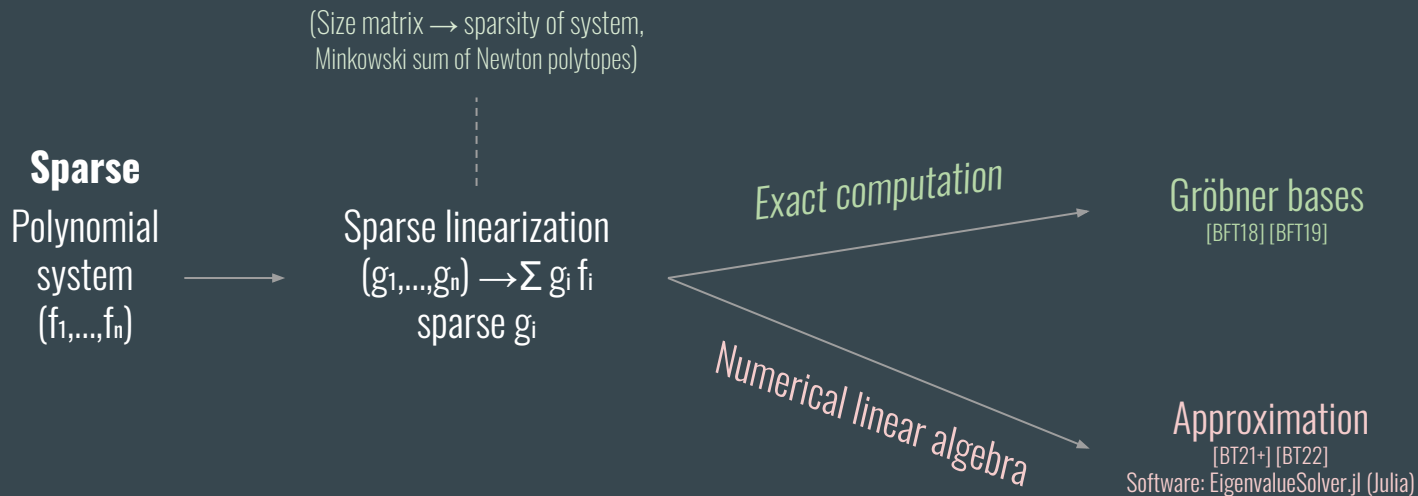 (Size matrix → sparsity of system,
Minkowski sum of Newton polytopes)
Sparse
Polynomial
system
(f₁,...,fₙ)
Sparse linearization
(g₁,...,gₙ) → Σ gᵢ fᵢ
sparse gᵢ
Exact computation
Numerical linear algebra
Gröbner bases
[BFT18] [BFT19]
Approximation
[BT21+] [BT22]
Software: EigenvalueSolver.jl (Julia)